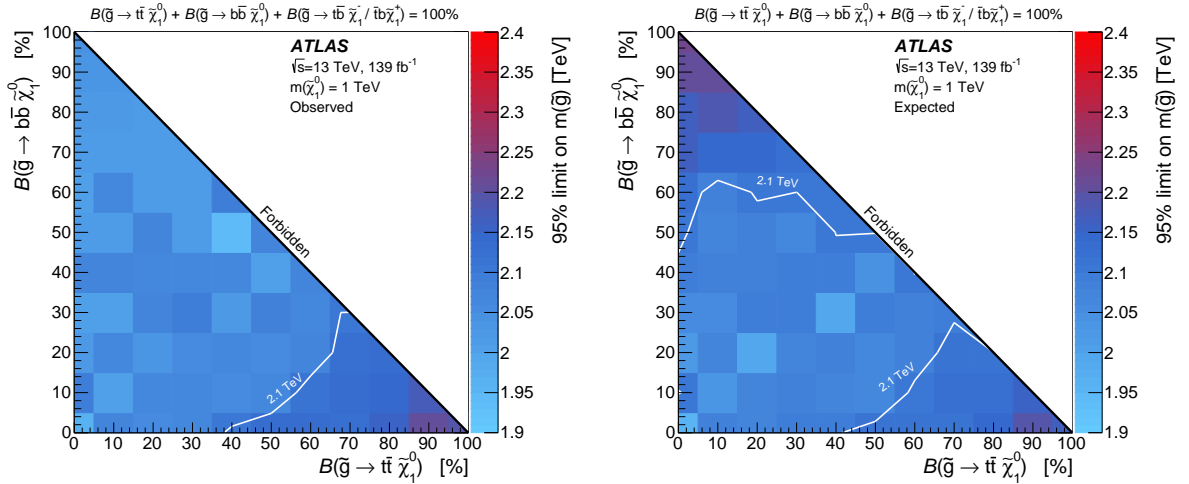 B(g̃ → tt̄ χ̃₁⁰) + B(g̃ → bb̄ χ̃₁⁰) + B(g̃ → tb̄ χ̃₁⁻ / t̄bχ̃₁⁺) = 100%
B(g̃ → bb̄ χ̃₁⁰) [%]
100
90
80
70
60
50
40
30
20
10
0
ATLAS
√s=13 TeV, 139 fb⁻¹
m(χ̃₁⁰) = 1 TeV
Observed
Forbidden
2.1 TeV
0 10 20 30 40 50 60 70 80 90 100
B(g̃ → tt̄ χ̃₁⁰) [%]
2.4
2.35
2.3
2.25
2.2
2.15
2.1
2.05
2
1.95
1.9
95% limit on m(g̃) [TeV]
B(g̃ → tt̄ χ̃₁⁰) + B(g̃ → bb̄ χ̃₁⁰) + B(g̃ → tb̄ χ̃₁⁻ / t̄bχ̃₁⁺) = 100%
B(g̃ → bb̄ χ̃₁⁰) [%]
100
90
80
70
60
50
40
30
20
10
0
ATLAS
√s=13 TeV, 139 fb⁻¹
m(χ̃₁⁰) = 1 TeV
Expected
Forbidden
2.1 TeV
2.1 TeV
0 10 20 30 40 50 60 70 80 90 100
B(g̃ → tt̄ χ̃₁⁰) [%]
2.4
2.35
2.3
2.25
2.2
2.15
2.1
2.05
2
1.95
1.9
95% limit on m(g̃) [TeV]